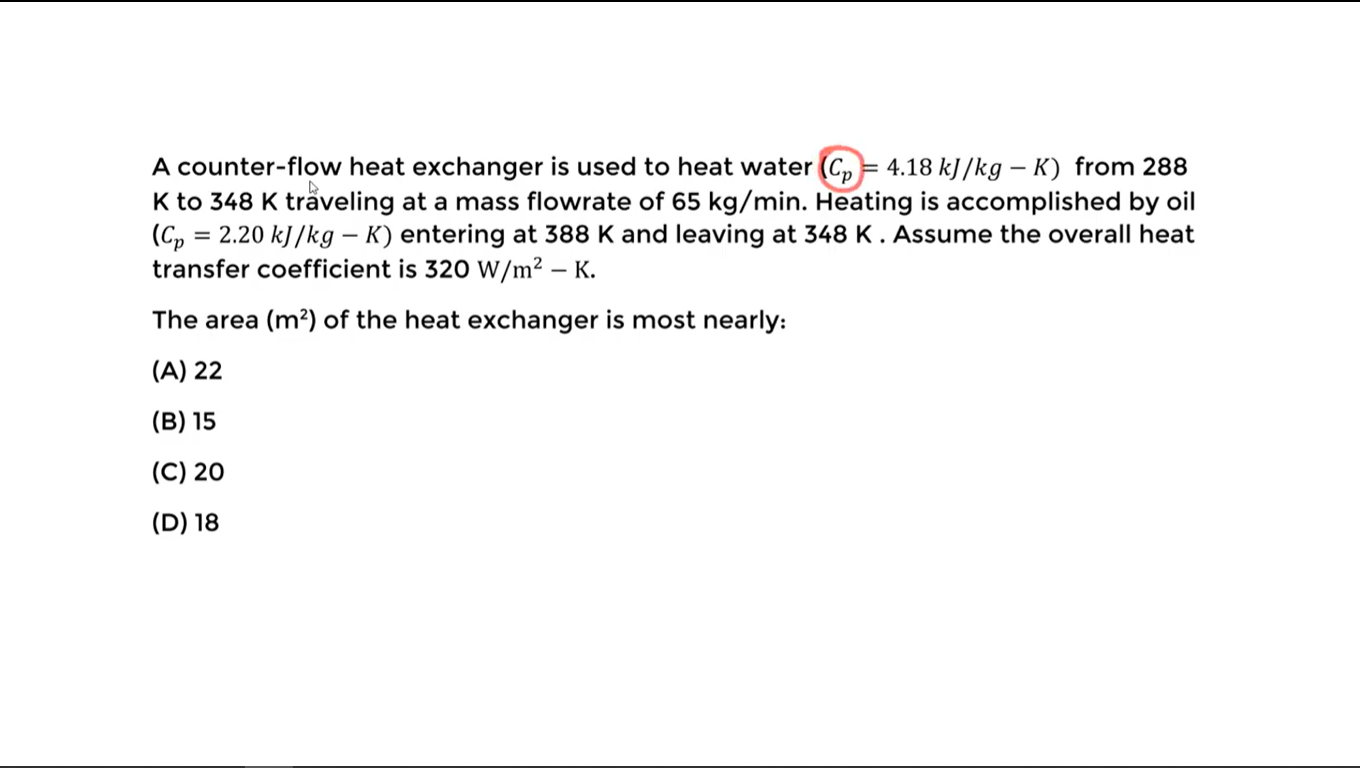 A counter-flow heat exchanger is used to heat water (C_p = 4.18 kJ/kg − K) from 288
K to 348 K traveling at a mass flowrate of 65 kg/min. Heating is accomplished by oil
(C_p = 2.20 kJ/kg − K) entering at 388 K and leaving at 348 K . Assume the overall heat
transfer coefficient is 320 W/m² − K.
The area (m²) of the heat exchanger is most nearly:
(A) 22
(B) 15
(C) 20
(D) 18